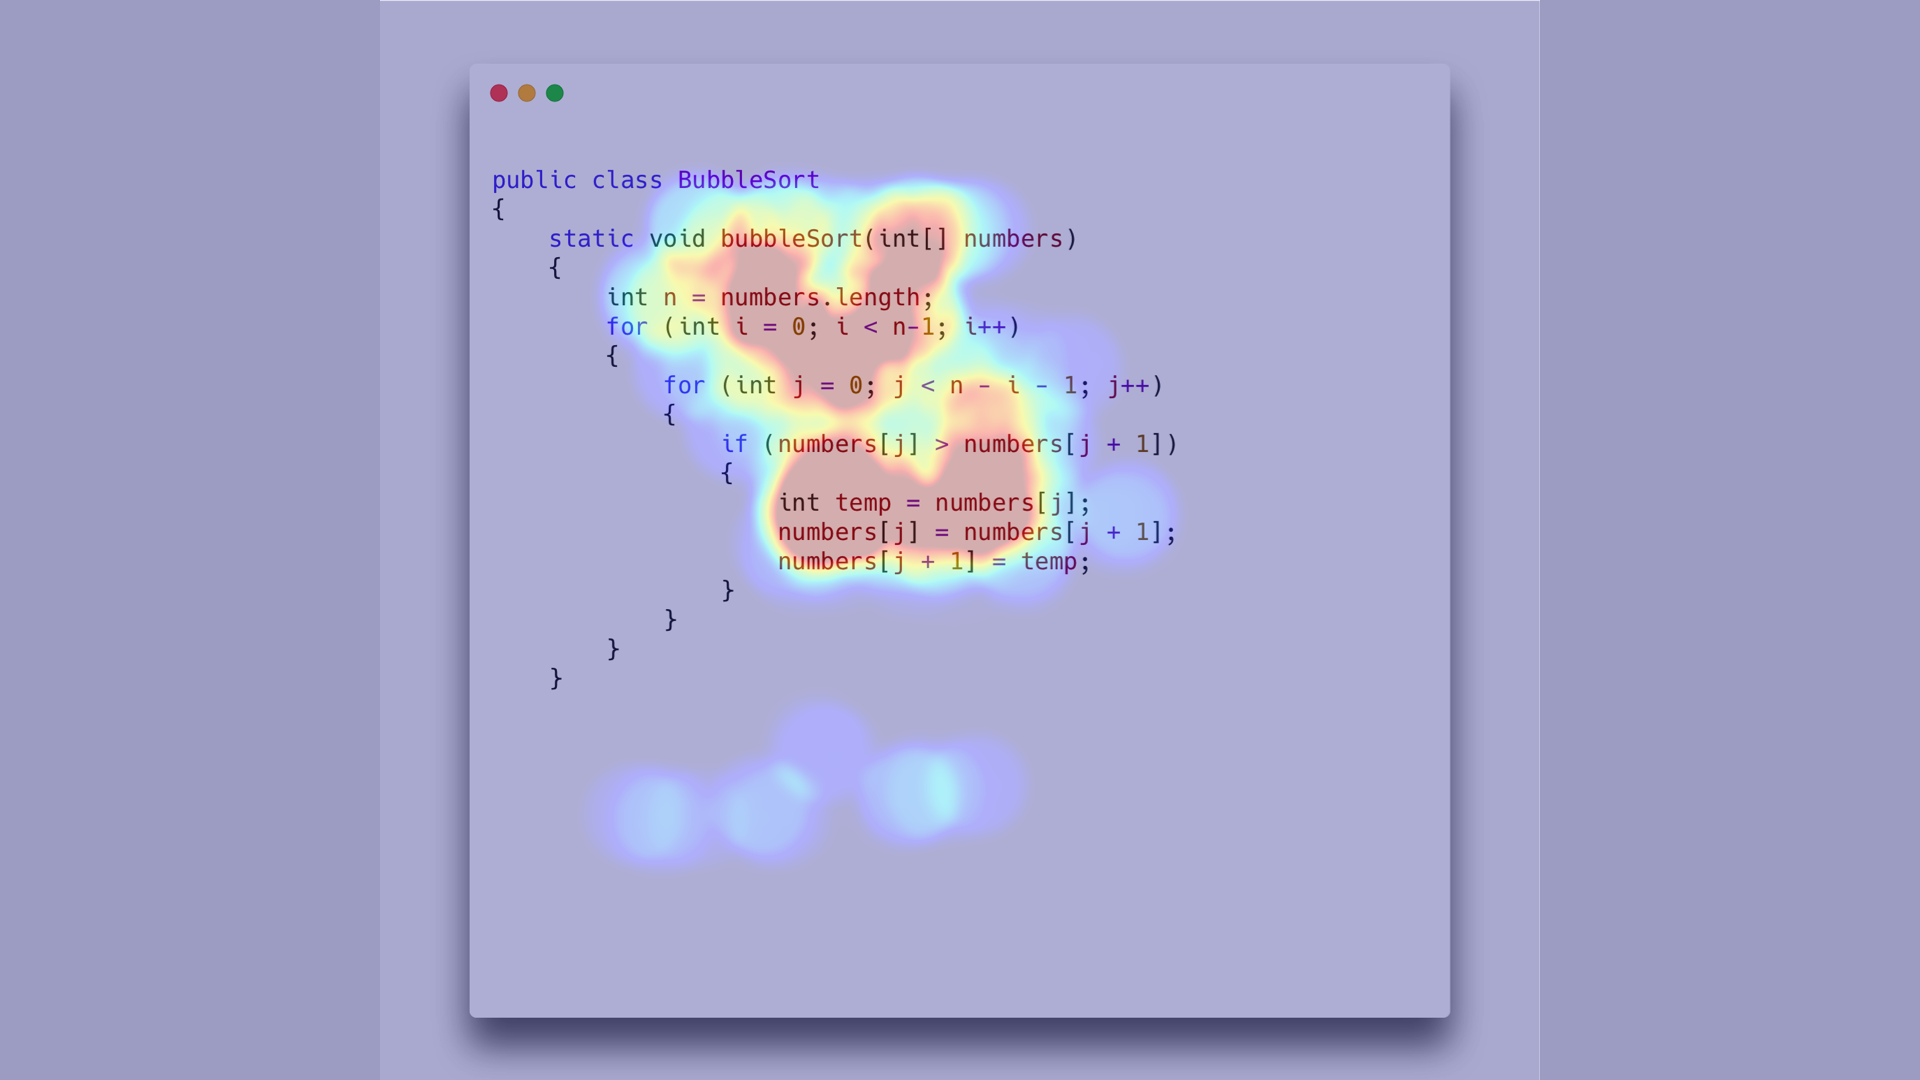 public class BubbleSort
{
    static void bubbleSort(int[] numbers)
    {
        int n = numbers.length;
        for (int i = 0; i < n-1; i++)
        {
            for (int j = 0; j < n - i - 1; j++)
            {
                if (numbers[j] > numbers[j + 1])
                {
                    int temp = numbers[j];
                    numbers[j] = numbers[j + 1];
                    numbers[j + 1] = temp;
                }
            }
        }
    }